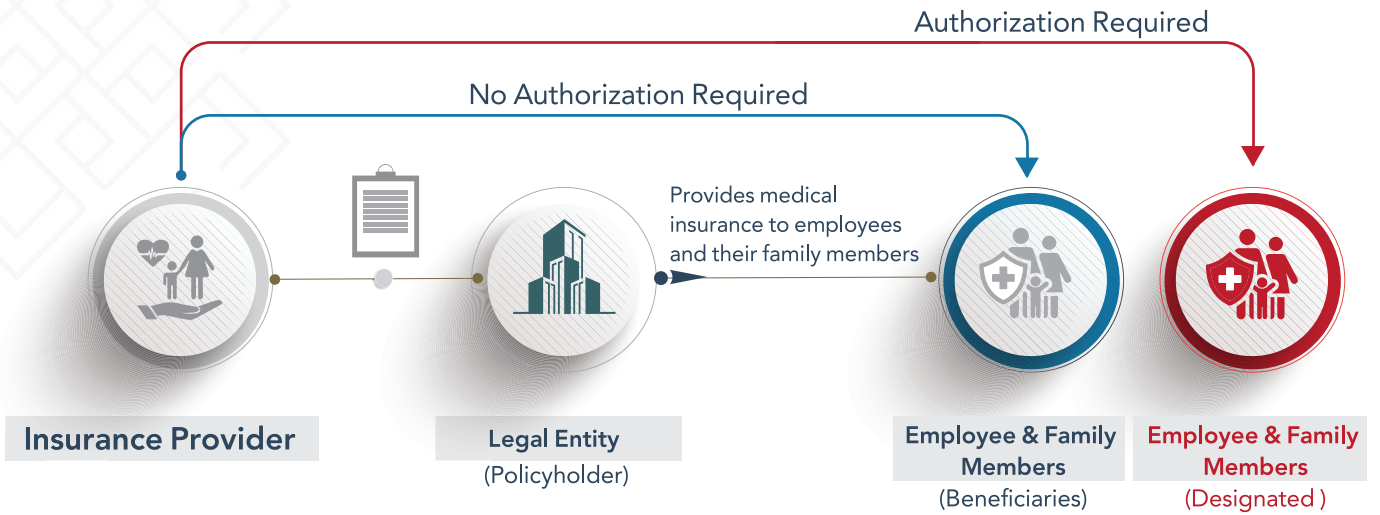 Authorization Required
No Authorization Required
Provides medical
insurance to employees
and their family members
Insurance Provider
Legal Entity
(Policyholder)
Employee & Family
Members
(Beneficiaries)
Employee & Family
Members
(Designated )